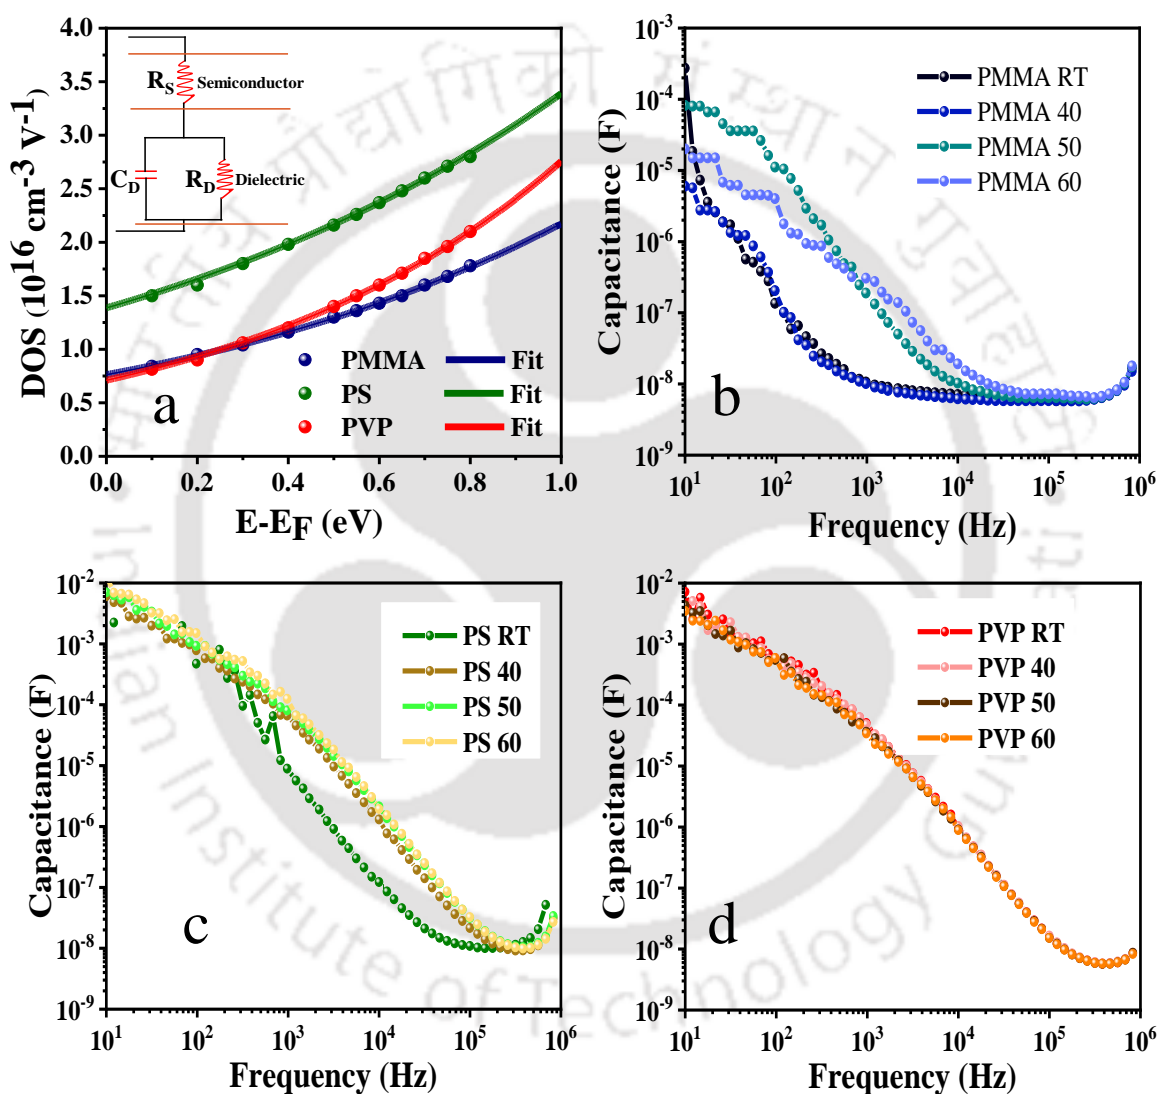 4.0
3.5
3.0
2.5
2.0
1.5
1.0
0.5
0.0
DOS (10^16 cm^-3 V^-1)
R_S Semiconductor
C_D R_D Dielectric
PMMA Fit
PS Fit
PVP Fit
a
0.0 0.2 0.4 0.6 0.8 1.0
E-E_F (eV)
10^-3
10^-4
10^-5
10^-6
10^-7
10^-8
10^-9
Capacitance (F)
PMMA RT
PMMA 40
PMMA 50
PMMA 60
b
10^1 10^2 10^3 10^4 10^5 10^6
Frequency (Hz)
10^-2
10^-3
10^-4
10^-5
10^-6
10^-7
10^-8
10^-9
Capacitance (F)
PS RT
PS 40
PS 50
PS 60
c
10^1 10^2 10^3 10^4 10^5 10^6
Frequency (Hz)
10^-2
10^-3
10^-4
10^-5
10^-6
10^-7
10^-8
10^-9
Capacitance (F)
PVP RT
PVP 40
PVP 50
PVP 60
d
10^1 10^2 10^3 10^4 10^5 10^6
Frequency (Hz)
Indian Institute of Technology